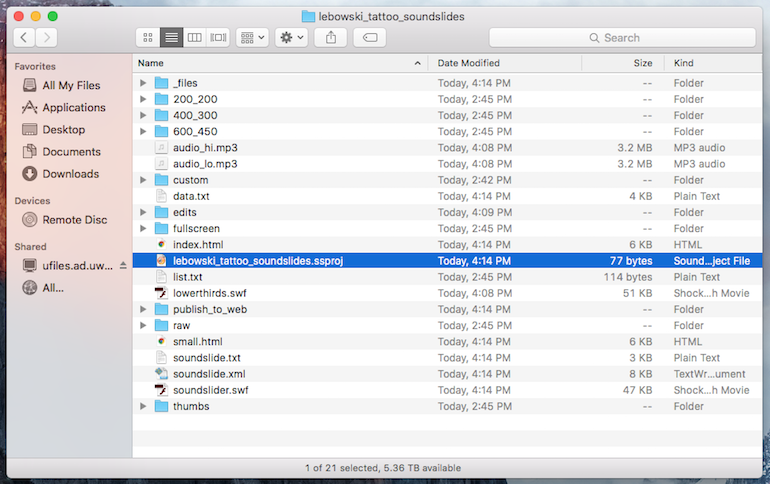 lebowski_tattoo_soundslides
Search
Favorites
All My Files
Applications
Desktop
Documents
Downloads
Devices
Remote Disc
Shared
ufiles.ad.uw...
All...
Name Date Modified Size Kind
_files Today, 4:14 PM -- Folder
200_200 Today, 2:45 PM -- Folder
400_300 Today, 2:45 PM -- Folder
600_450 Today, 2:45 PM -- Folder
audio_hi.mp3 Today, 4:08 PM 3.2 MB MP3 audio
audio_lo.mp3 Today, 4:08 PM 3.2 MB MP3 audio
custom Today, 2:42 PM -- Folder
data.txt Today, 4:14 PM 4 KB Plain Text
edits Today, 4:09 PM -- Folder
fullscreen Today, 2:45 PM -- Folder
index.html Today, 4:14 PM 6 KB HTML
lebowski_tattoo_soundslides.ssproj Today, 4:14 PM 77 bytes Sound...ject File
list.txt Today, 2:45 PM 114 bytes Plain Text
lowerthirds.swf Today, 4:08 PM 51 KB Shock...h Movie
publish_to_web Today, 4:14 PM -- Folder
raw Today, 2:45 PM -- Folder
small.html Today, 4:14 PM 6 KB HTML
soundslide.txt Today, 4:14 PM 3 KB Plain Text
soundslide.xml Today, 4:14 PM 8 KB TextWr...ument
soundslider.swf Today, 4:14 PM 47 KB Shock...h Movie
thumbs Today, 2:45 PM -- Folder
1 of 21 selected, 5.36 TB available